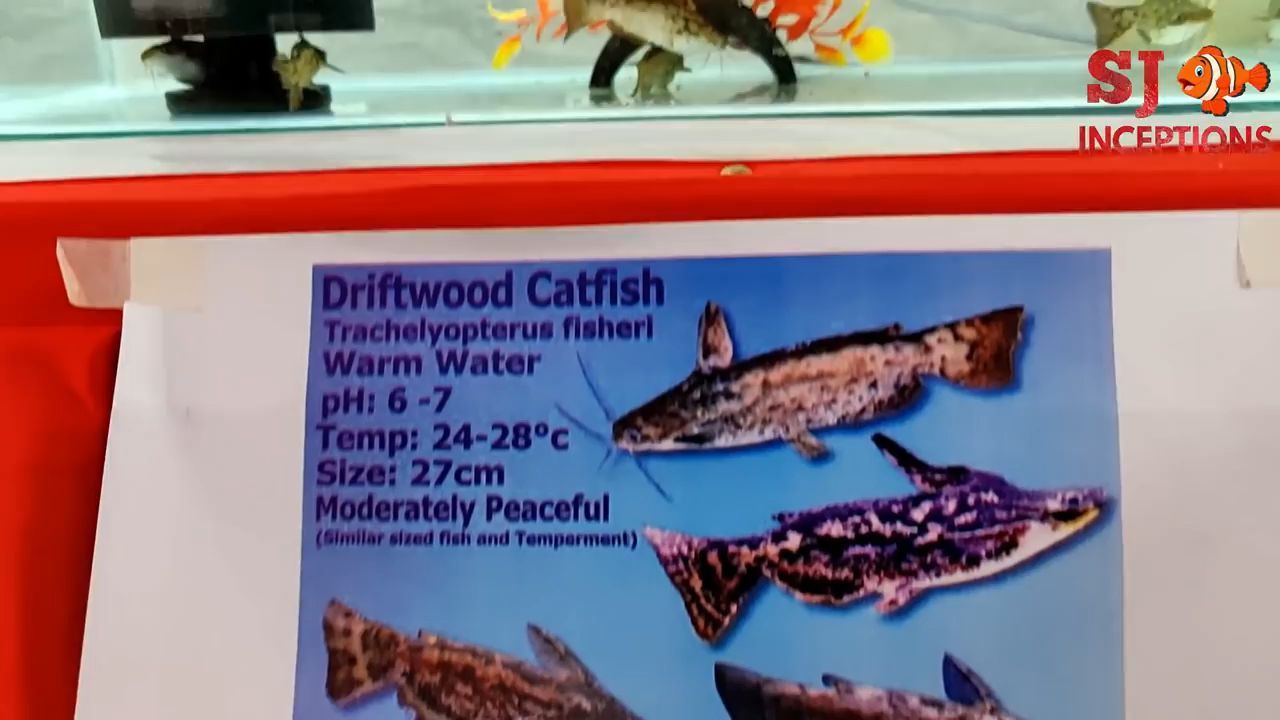 SJ
INCEPTIONS
Driftwood Catfish
Trachelyopterus fisheri
Warm Water
pH: 6 -7
Temp: 24-28ºc
Size: 27cm
Moderately Peaceful
(Similar sized fish and Temperment)